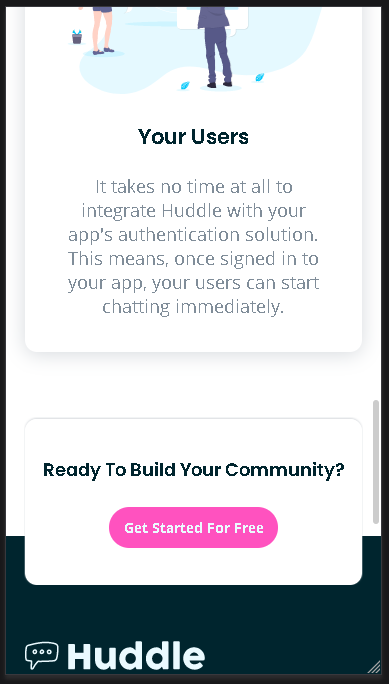 Your Users
It takes no time at all to
integrate Huddle with your
app's authentication solution.
This means, once signed in to
your app, your users can start
chatting immediately.
Ready To Build Your Community?
Get Started For Free
Huddle